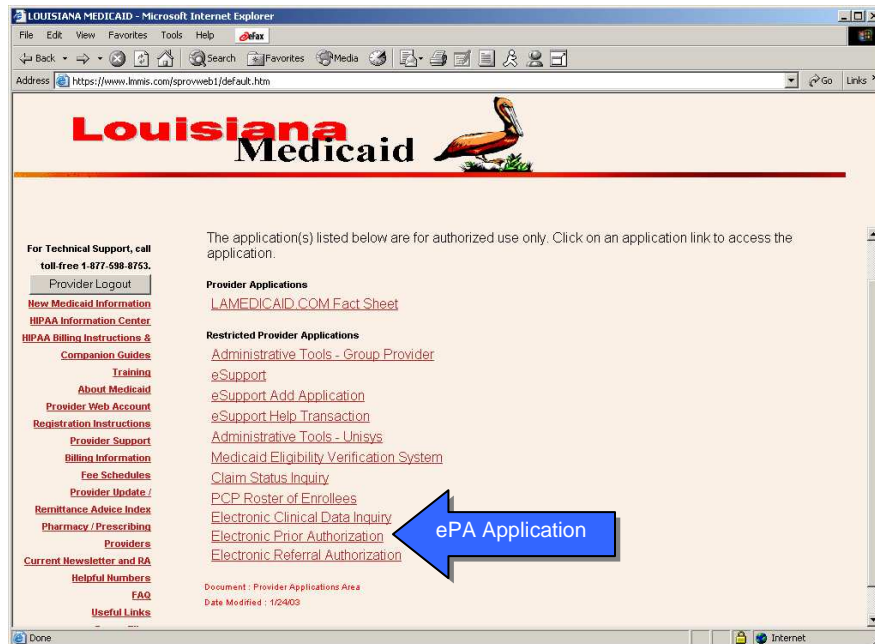 LOUISIANA MEDICAID - Microsoft Internet Explorer
File Edit View Favorites Tools Help eFax
Back Search Favorites Media
Address https://www.lmmis.com/sprovweb1/default.htm Go Links »
Louisiana
Medicaid
For Technical Support, call
toll-free 1-877-598-8753.
Provider Logout
New Medicaid Information
HIPAA Information Center
HIPAA Billing Instructions &
Companion Guides
Training
About Medicaid
Provider Web Account
Registration Instructions
Provider Support
Billing Information
Fee Schedules
Provider Update /
Remittance Advice Index
Pharmacy / Prescribing
Providers
Current Newsletter and RA
Helpful Numbers
FAQ
Useful Links
The application(s) listed below are for authorized use only. Click on an application link to access the
application.
Provider Applications
LAMEDICAID.COM Fact Sheet
Restricted Provider Applications
Administrative Tools - Group Provider
eSupport
eSupport Add Application
eSupport Help Transaction
Administrative Tools - Unisys
Medicaid Eligibility Verification System
Claim Status Inquiry
PCP Roster of Enrollees
Electronic Clinical Data Inquiry
Electronic Prior Authorization
Electronic Referral Authorization
ePA Application
Document : Provider Applications Area
Date Modified : 1/24/03
Done Internet